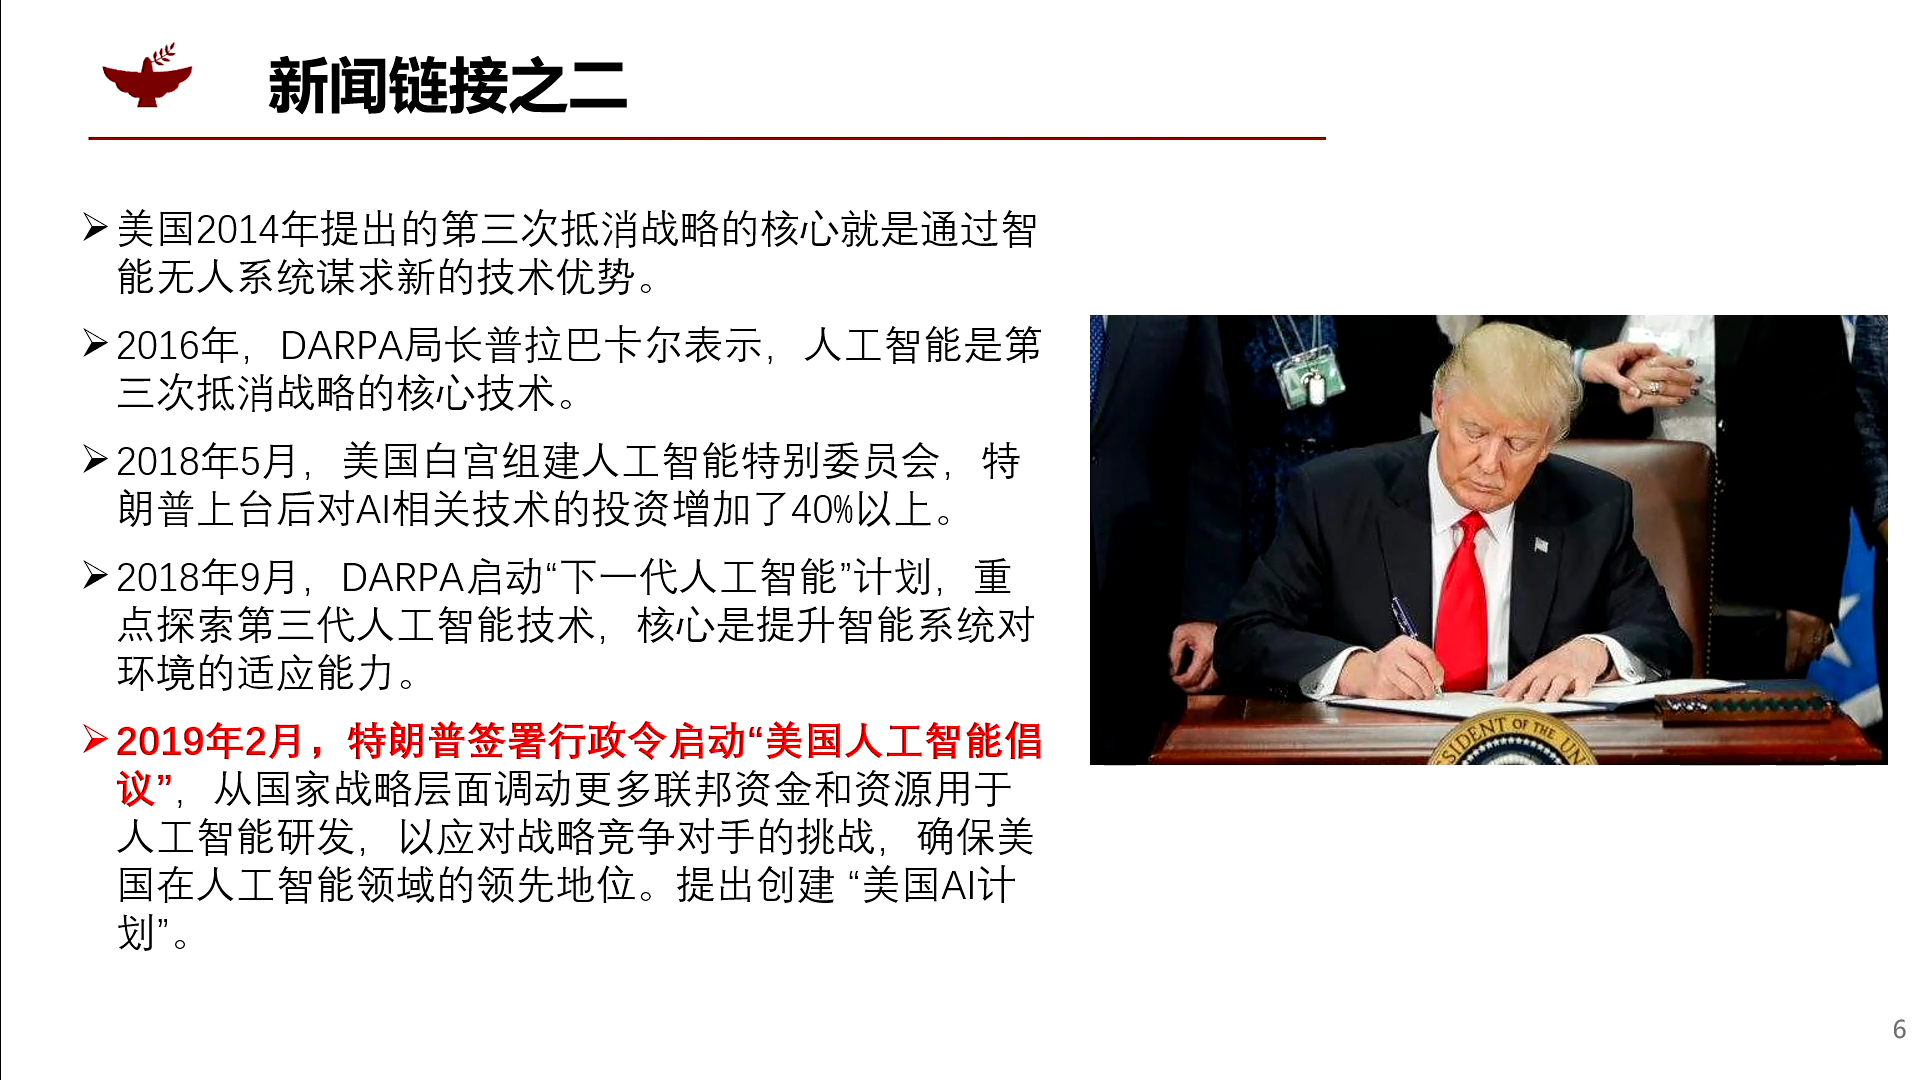 新闻链接之二
美国2014年提出的第三次抵消战略的核心就是通过智
能无人系统谋求新的技术优势。
2016年，DARPA局长普拉巴卡尔表示，人工智能是第
三次抵消战略的核心技术。
2018年5月，美国白宫组建人工智能特别委员会，特
朗普上台后对AI相关技术的投资增加了40%以上。
2018年9月，DARPA启动“下一代人工智能”计划，重
点探索第三代人工智能技术，核心是提升智能系统对
环境的适应能力。
2019年2月，特朗普签署行政令启动“美国人工智能倡
议”，从国家战略层面调动更多联邦资金和资源用于
人工智能研发，以应对战略竞争对手的挑战，确保美
国在人工智能领域的领先地位。提出创建 “美国AI计
划”。
SIDENT OF THE UN
6